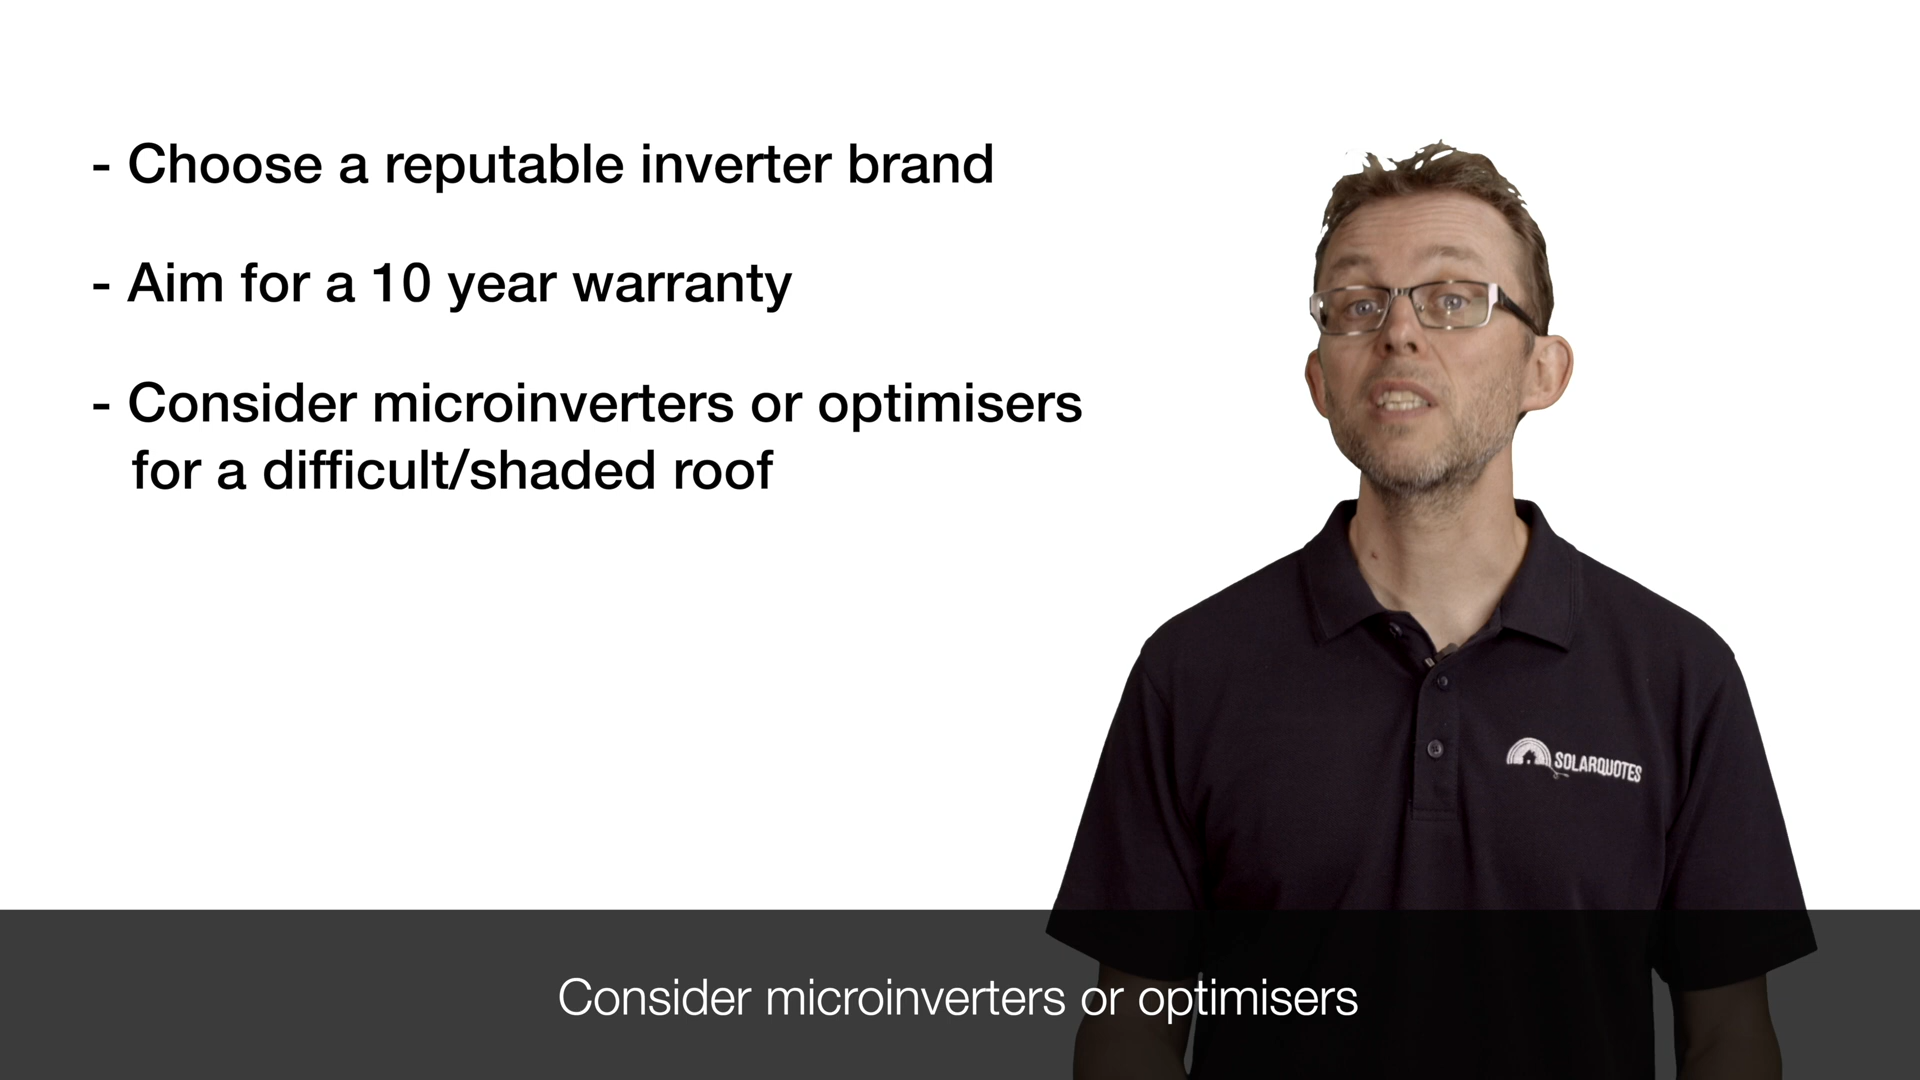 - Choose a reputable inverter brand
- Aim for a 10 year warranty
- Consider microinverters or optimisers
for a difficult/shaded roof
SOLARQUOTES
Consider microinverters or optimisers